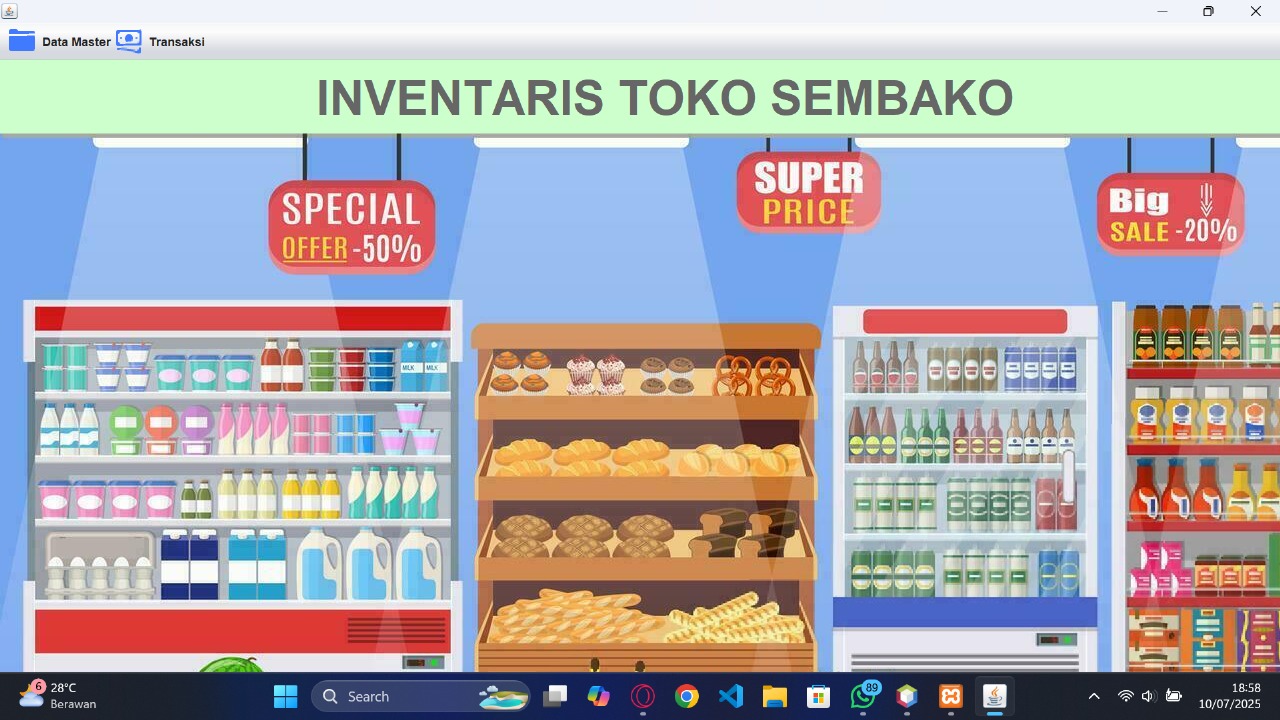 Data Master Transaksi
INVENTARIS TOKO SEMBAKO
SPECIAL
OFFER -50%
SUPER
PRICE
Big
SALE -20%
MILK MILK
6
28°C
Berawan
Search
89
18:58
10/07/2025